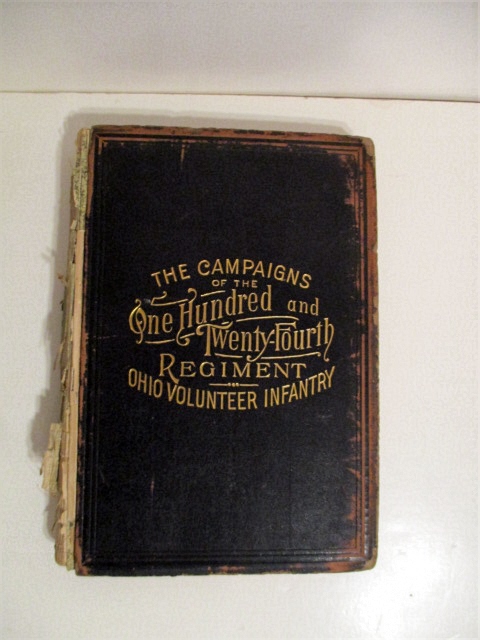 THE CAMPAIGNS
OF THE
One Hundred and
Twenty-Fourth
REGIMENT
OHIO VOLUNTEER INFANTRY